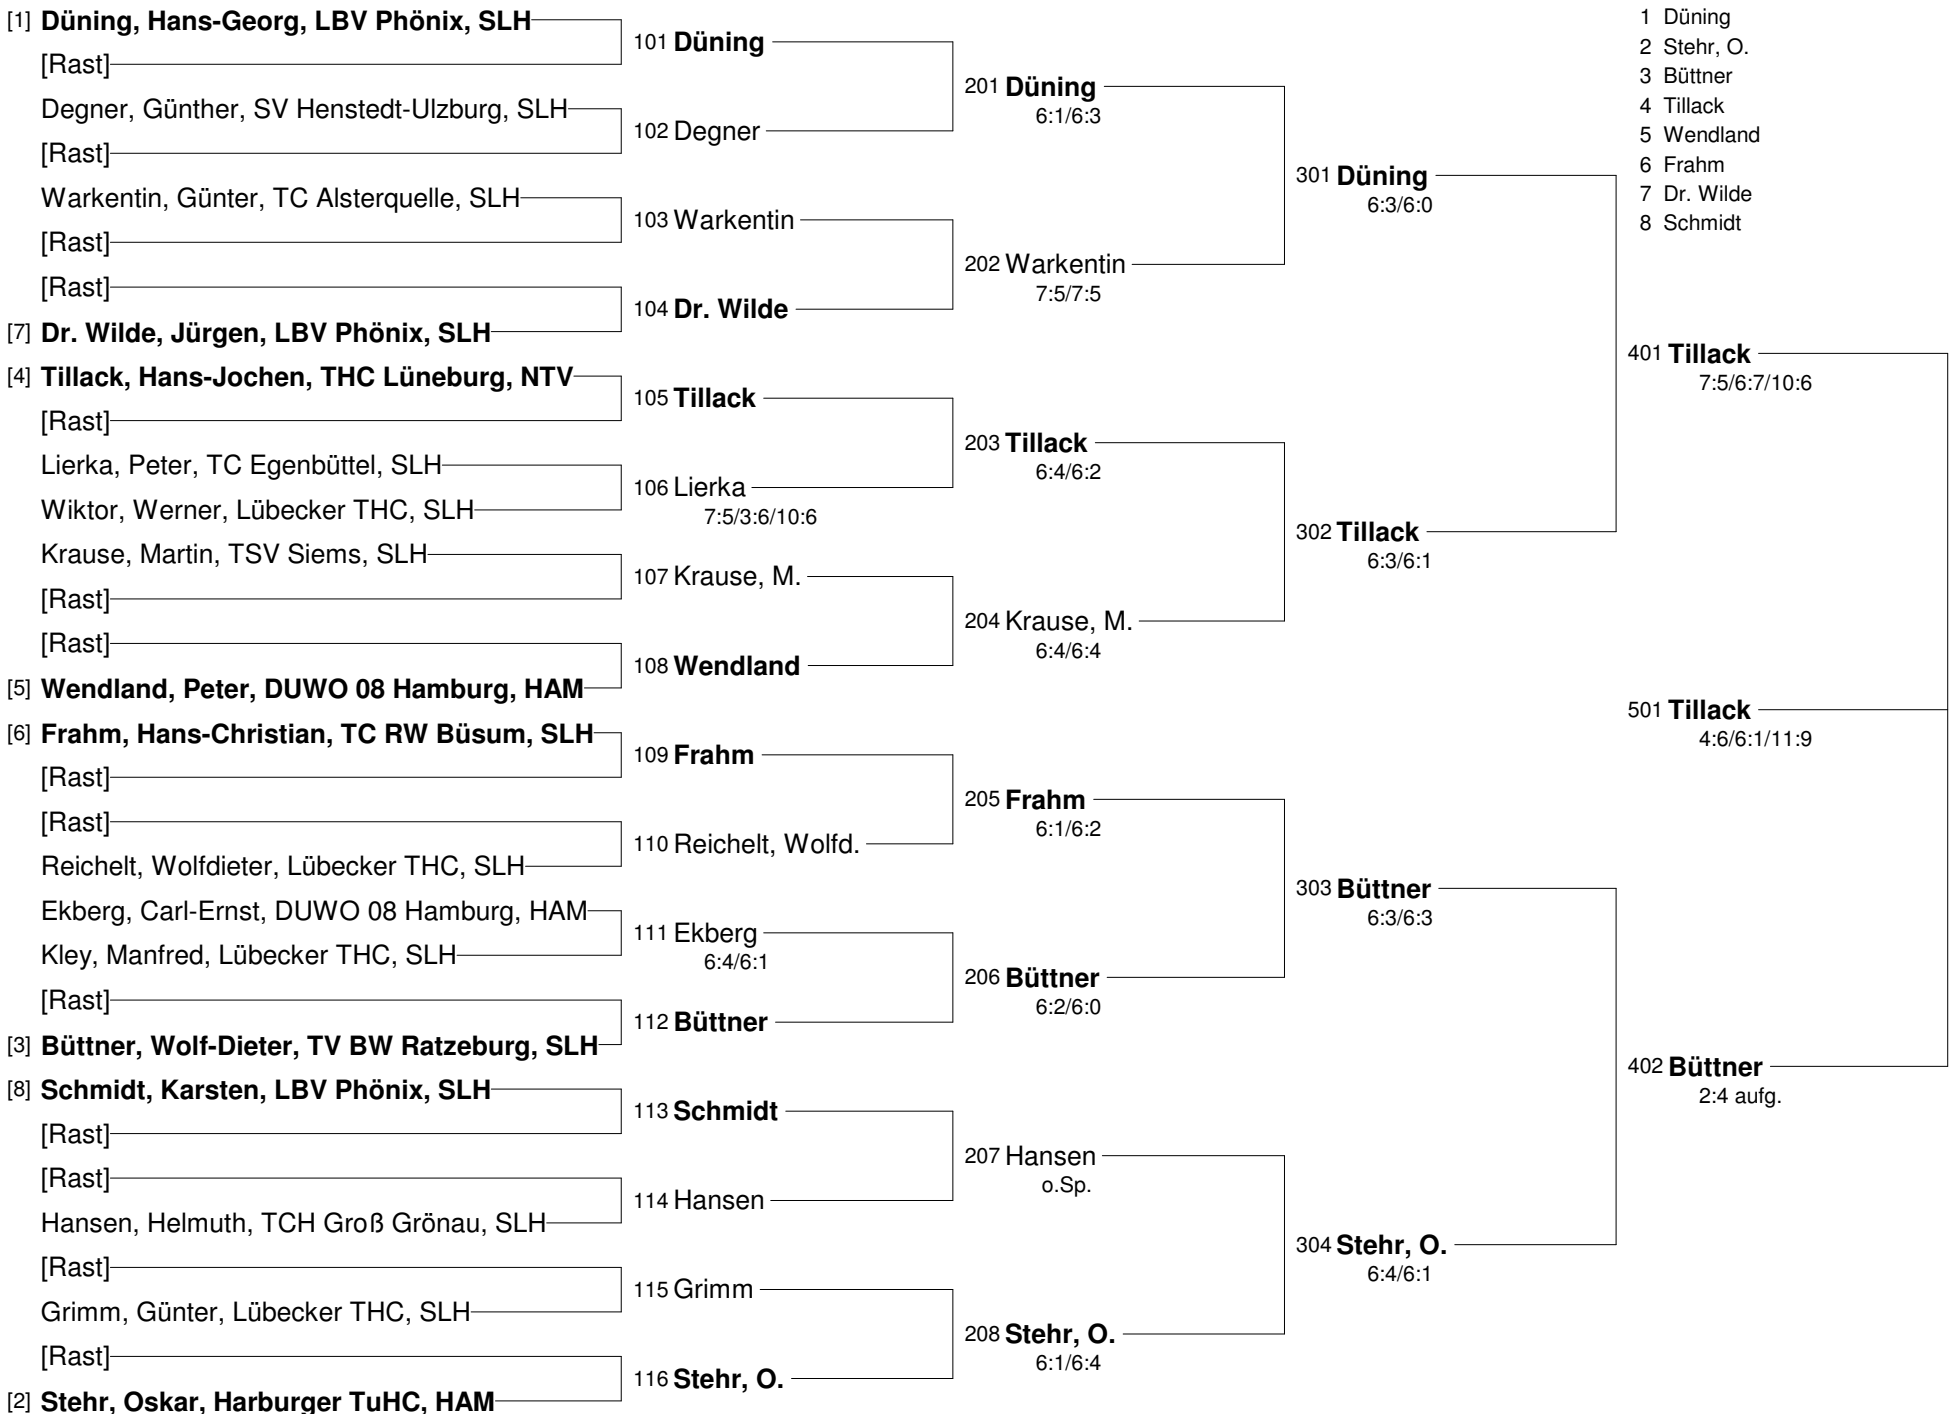 [1] Düning, Hans-Georg, LBV Phönix, SLH
[Rast]
Degner, Günther, SV Henstedt-Ulzburg, SLH
[Rast]
Warkentin, Günter, TC Alsterquelle, SLH
[Rast]
[Rast]
[7] Dr. Wilde, Jürgen, LBV Phönix, SLH
[4] Tillack, Hans-Jochen, THC Lüneburg, NTV
[Rast]
Lierka, Peter, TC Egenbüttel, SLH
Wiktor, Werner, Lübecker THC, SLH
Krause, Martin, TSV Siems, SLH
[Rast]
[Rast]
[5] Wendland, Peter, DUWO 08 Hamburg, HAM
[6] Frahm, Hans-Christian, TC RW Büsum, SLH
[Rast]
[Rast]
Reichelt, Wolfdieter, Lübecker THC, SLH
Ekberg, Carl-Ernst, DUWO 08 Hamburg, HAM
Kley, Manfred, Lübecker THC, SLH
[Rast]
[3] Büttner, Wolf-Dieter, TV BW Ratzeburg, SLH
[8] Schmidt, Karsten, LBV Phönix, SLH
[Rast]
[Rast]
Hansen, Helmuth, TCH Groß Grönau, SLH
[Rast]
Grimm, Günter, Lübecker THC, SLH
[Rast]
[2] Stehr, Oskar, Harburger TuHC, HAM
101 Düning
102 Degner
103 Warkentin
104 Dr. Wilde
105 Tillack
106 Lierka
7:5/3:6/10:6
107 Krause, M.
108 Wendland
109 Frahm
110 Reichelt, Wolfd.
111 Ekberg
6:4/6:1
112 Büttner
113 Schmidt
114 Hansen
115 Grimm
116 Stehr, O.
201 Düning
6:1/6:3
202 Warkentin
7:5/7:5
203 Tillack
6:4/6:2
204 Krause, M.
6:4/6:4
205 Frahm
6:1/6:2
206 Büttner
6:2/6:0
207 Hansen
o.Sp.
208 Stehr, O.
6:1/6:4
301 Düning
6:3/6:0
302 Tillack
6:3/6:1
303 Büttner
6:3/6:3
304 Stehr, O.
6:4/6:1
1 Düning
2 Stehr, O.
3 Büttner
4 Tillack
5 Wendland
6 Frahm
7 Dr. Wilde
8 Schmidt
401 Tillack
7:5/6:7/10:6
501 Tillack
4:6/6:1/11:9
402 Büttner
2:4 aufg.